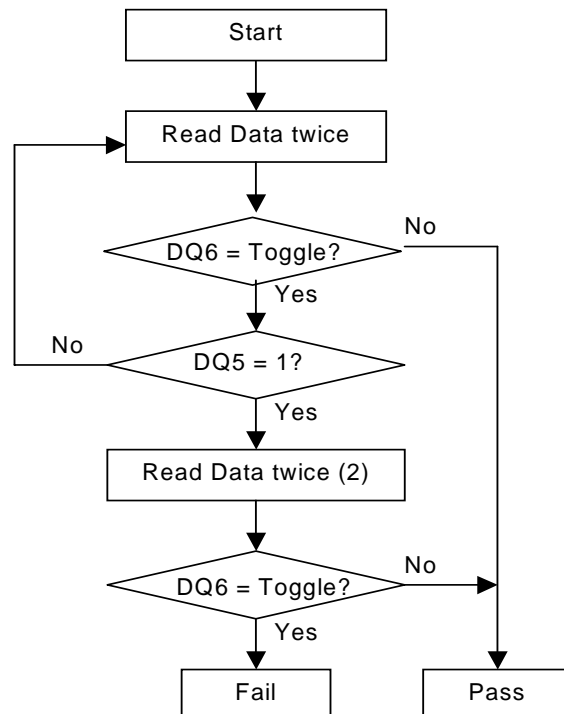 Start
Read Data twice
No
DQ6 = Toggle?
Yes
No
DQ5 = 1?
Yes
Read Data twice (2)
No
DQ6 = Toggle?
Yes
Fail
Pass